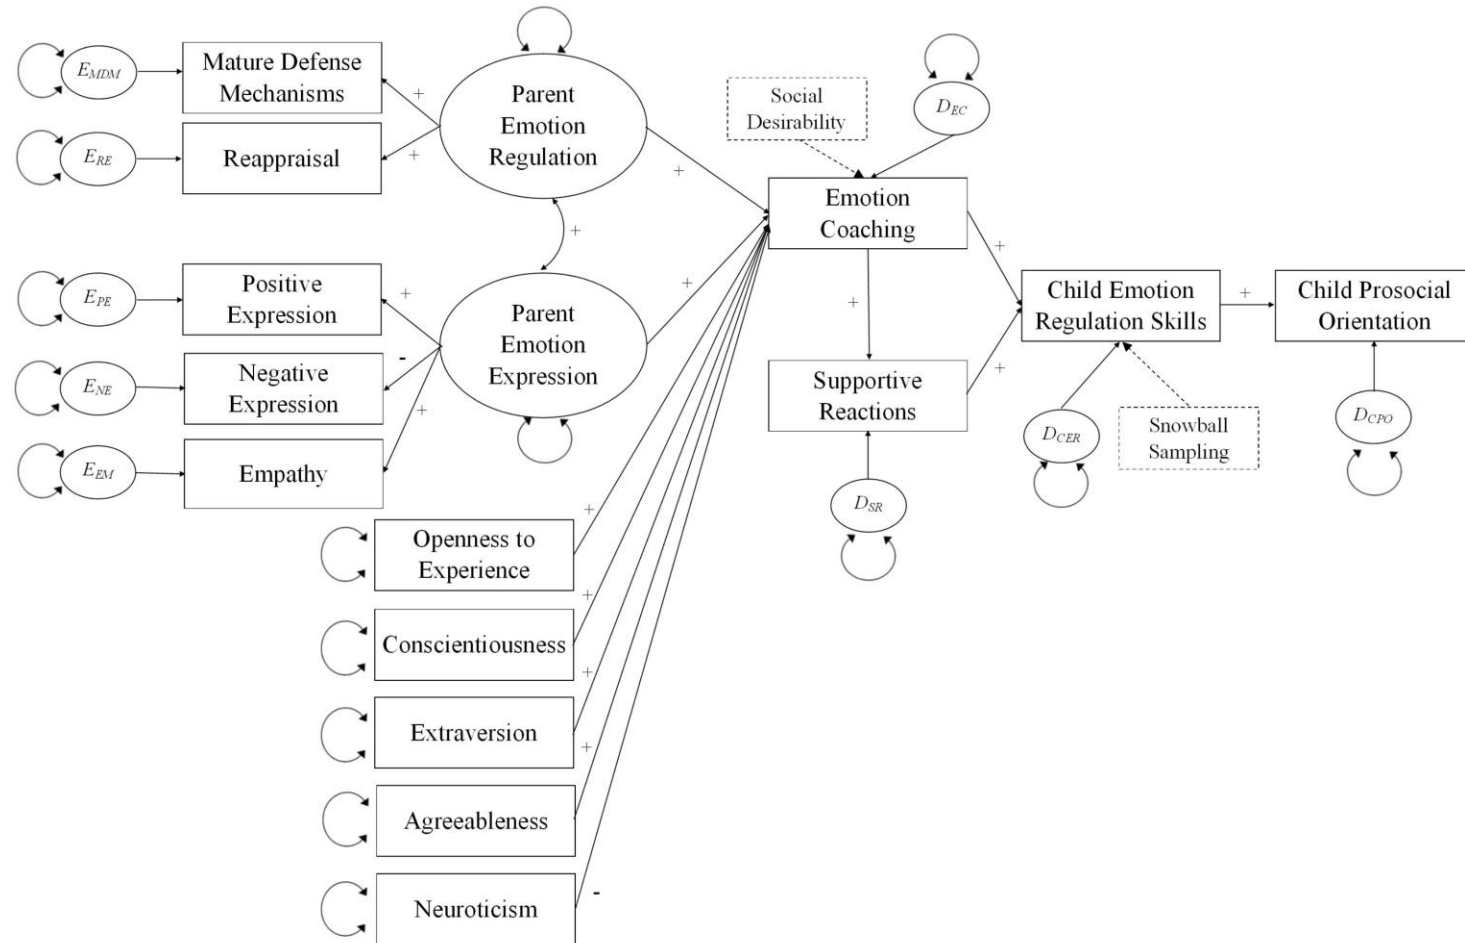 E_MDM
Mature Defense
Mechanisms
+
Parent
Emotion
Regulation
E_RE
Reappraisal
+
+
Social
Desirability
D_EC
Emotion
Coaching
+
E_PE
Positive
Expression
+
+
+
+
Child Emotion
Regulation Skills
+
Child Prosocial
Orientation
E_NE
Negative
Expression
-
Parent
Emotion
Expression
+
Supportive
Reactions
+
E_EM
Empathy
D_CER
Snowball
Sampling
D_CPO
D_SR
Openness to
Experience
+
Conscientiousness
+
Extraversion
+
Agreeableness
+
Neuroticism
-